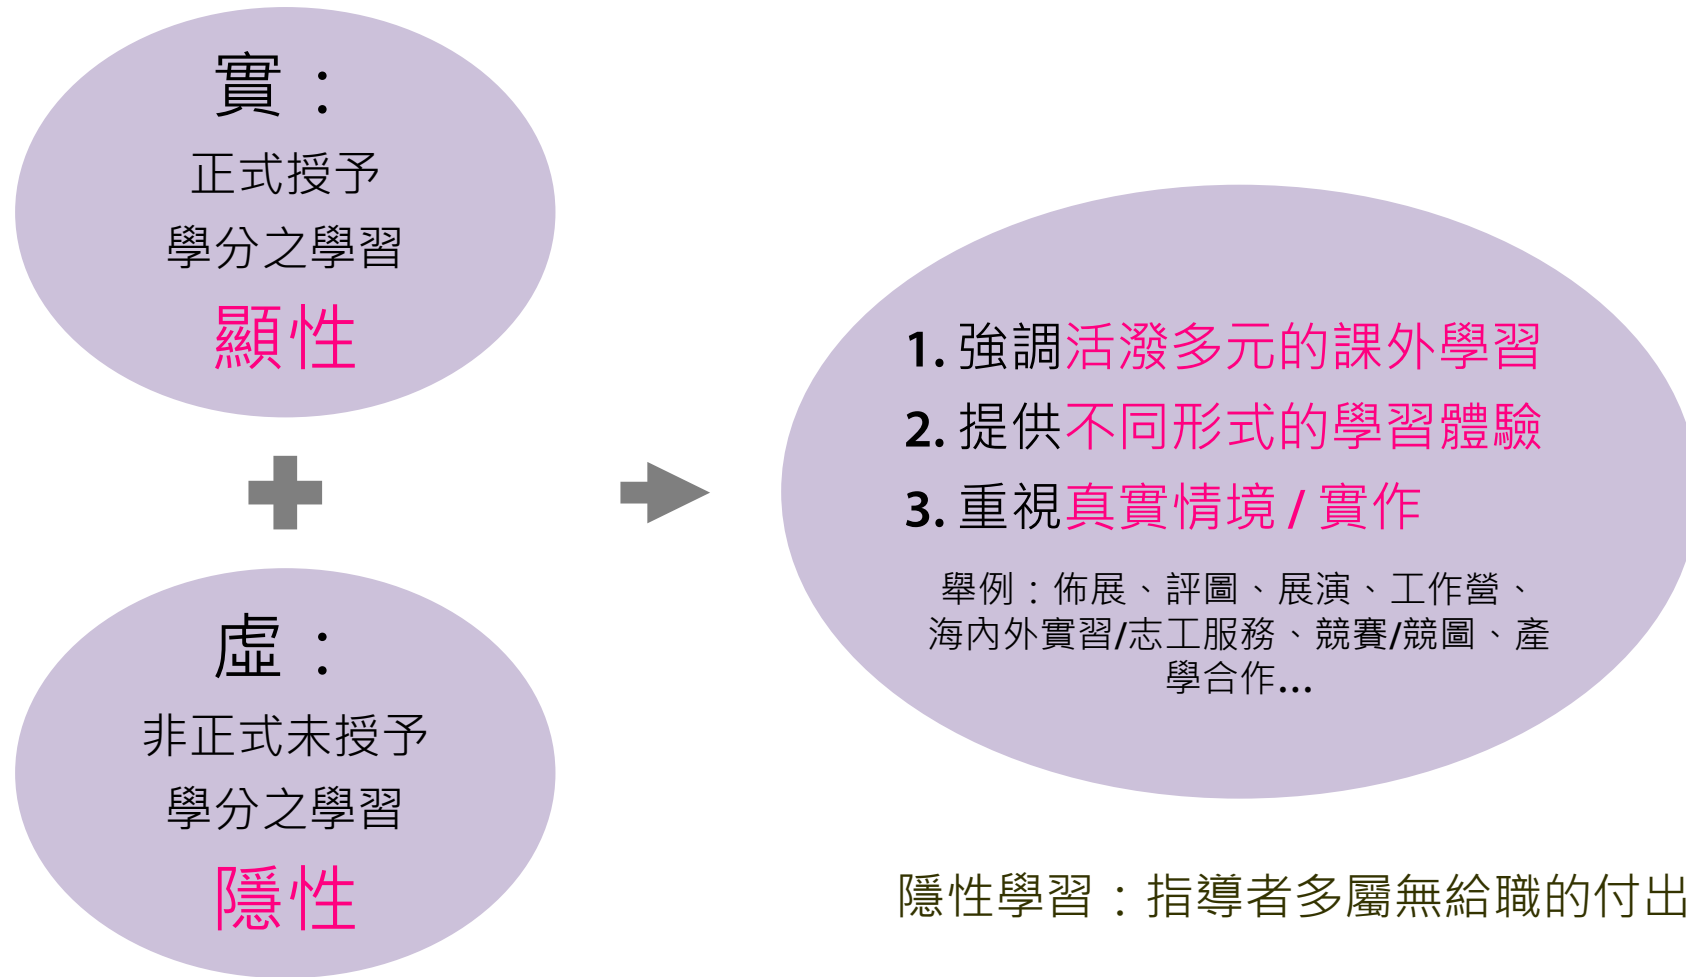 實：
正式授予
學分之學習
顯性
虛：
非正式未授予
學分之學習
隱性
1. 強調活潑多元的課外學習
2. 提供不同形式的學習體驗
3. 重視真實情境 / 實作
舉例：佈展、評圖、展演、工作營、
海內外實習/志工服務、競賽/競圖、產
學合作...
隱性學習：指導者多屬無給職的付出